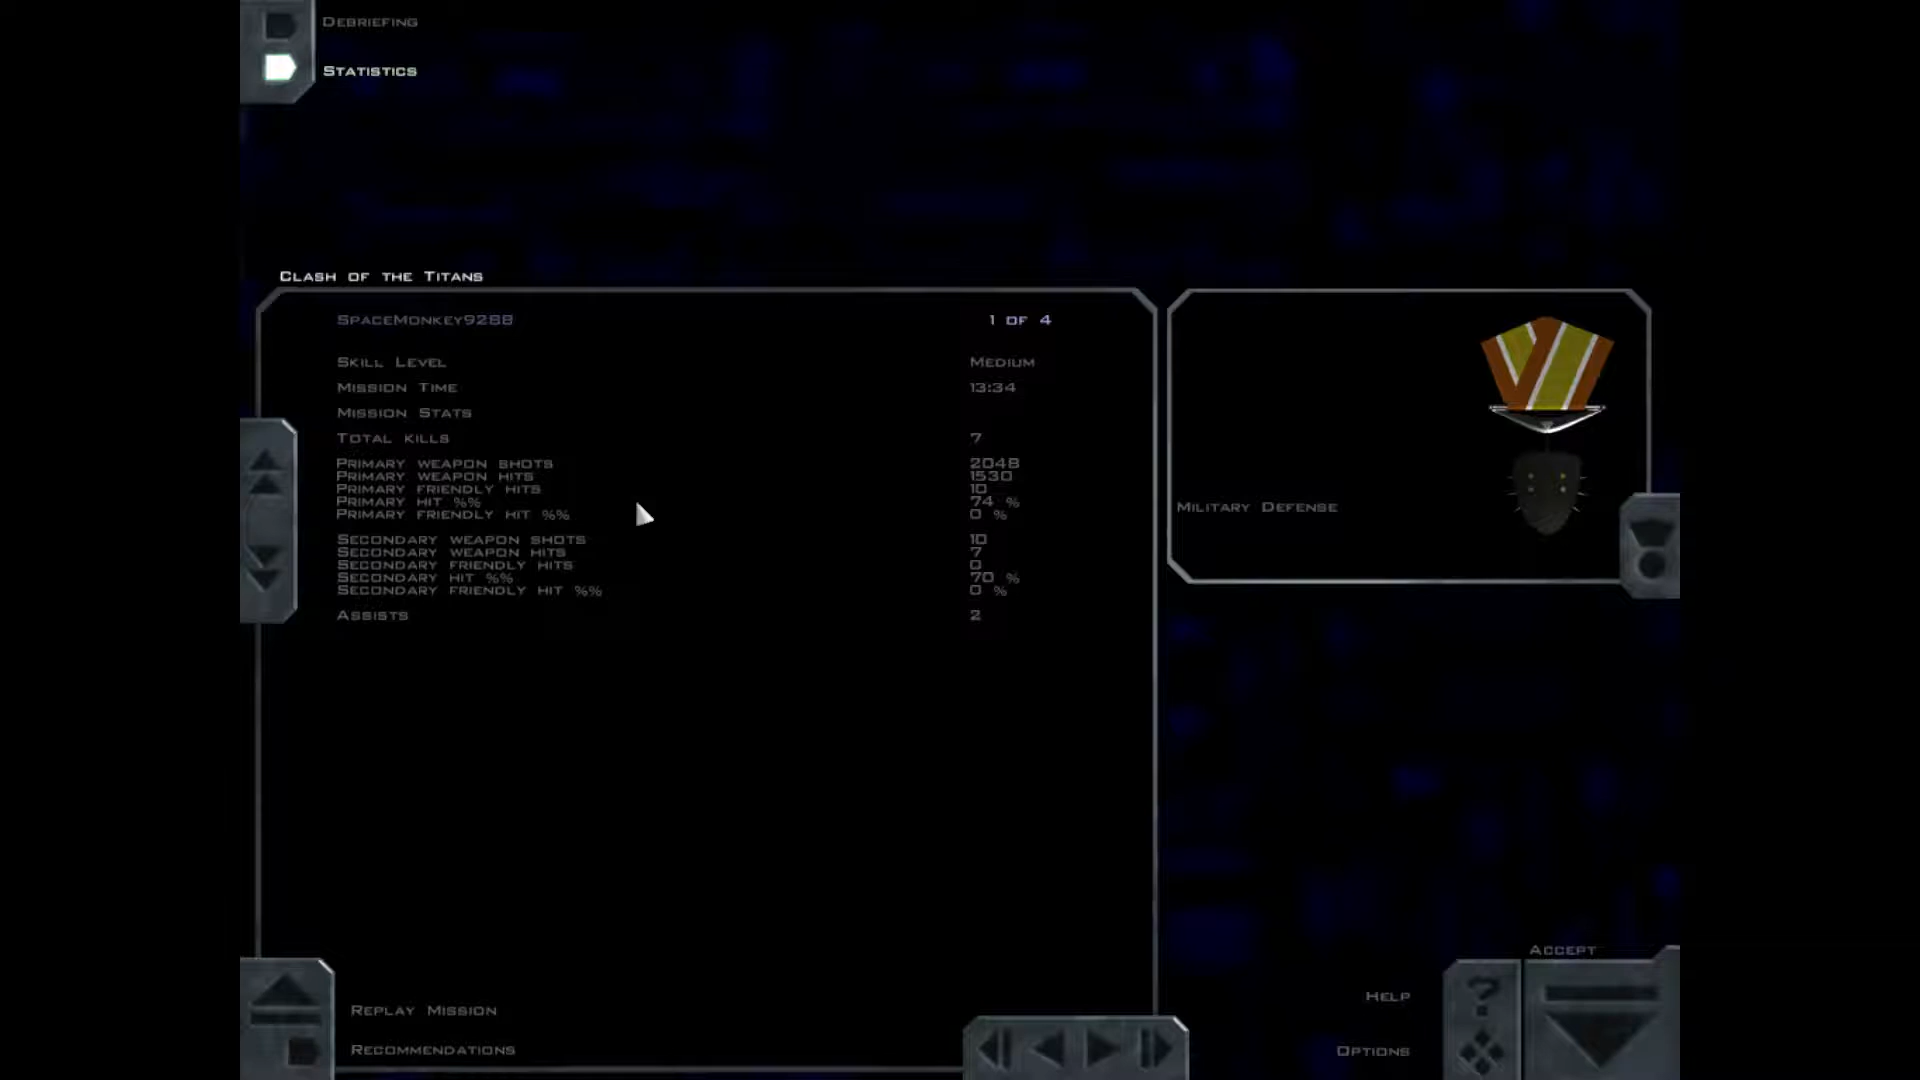 Debriefing
Statistics
Clash of the Titans
SpaceMonkey9288 1 of 4
Skill Level Medium
Mission Time 13:34
Mission Stats
Total kills 7
Primary weapon shots 2048
Primary weapon hits 1530
Primary friendly hits 10
Primary hit %% 74 %
Primary friendly hit %% 0 %
Secondary weapon shots 10
Secondary weapon hits 7
Secondary friendly hits 0
Secondary hit %% 70 %
Secondary friendly hit %% 0 %
Assists 2
Military Defense
Accept
Help
Replay Mission
Recommendations
Options